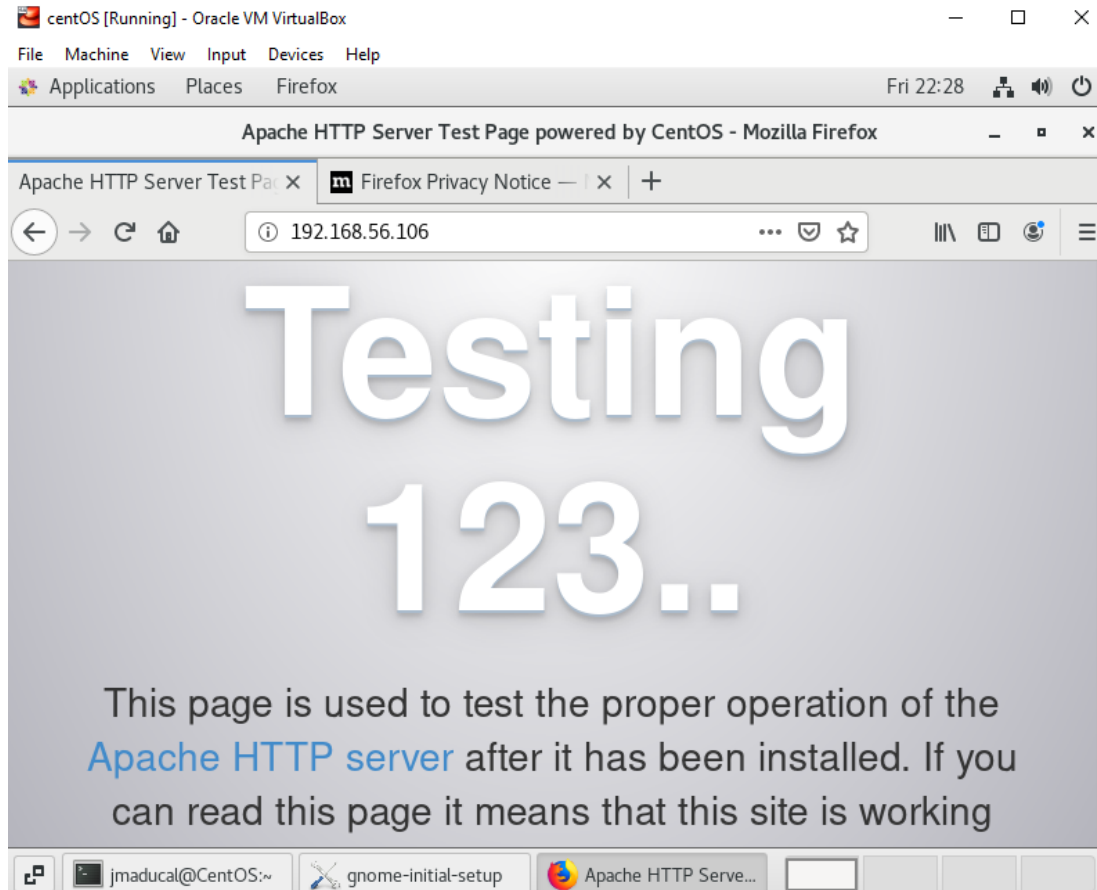 centOS [Running] - Oracle VM VirtualBox
File Machine View Input Devices Help
Applications Places Firefox Fri 22:28
Apache HTTP Server Test Page powered by CentOS - Mozilla Firefox
Apache HTTP Server Test Pag m Firefox Privacy Notice —
192.168.56.106
Testing
123..
This page is used to test the proper operation of the
Apache HTTP server after it has been installed. If you
can read this page it means that this site is working
jmaducal@CentOS:~ gnome-initial-setup Apache HTTP Serve...